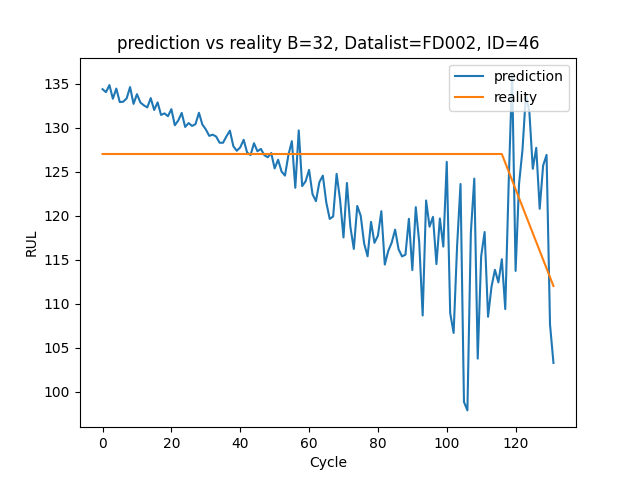 prediction vs reality B=32, Datalist=FD002, ID=46
prediction
reality
135
130
125
120
115
110
105
100
RUL
0 20 40 60 80 100 120
Cycle